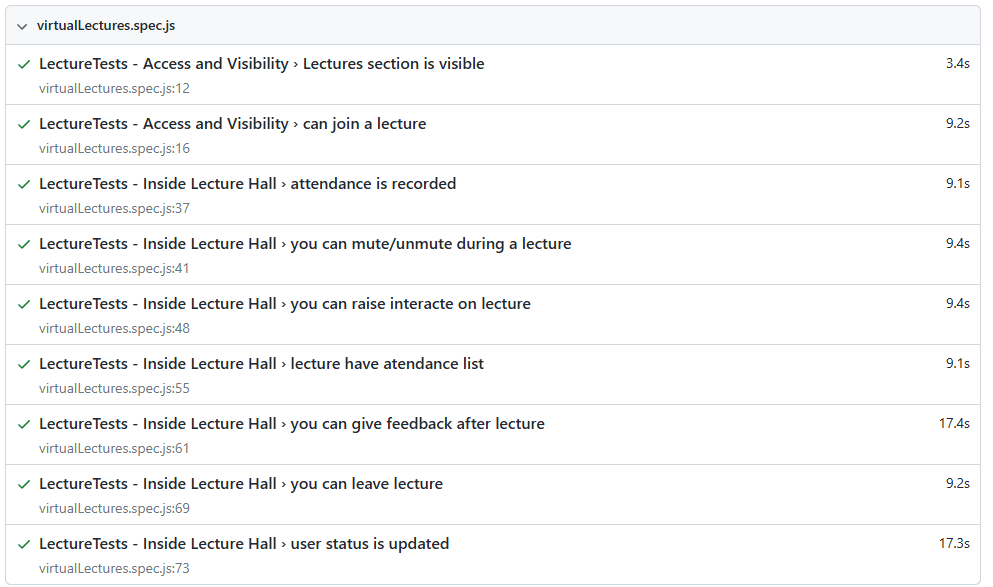 virtualLectures.spec.js
LectureTests - Access and Visibility › Lectures section is visible 3.4s
virtualLectures.spec.js:12
LectureTests - Access and Visibility › can join a lecture 9.2s
virtualLectures.spec.js:16
LectureTests - Inside Lecture Hall › attendance is recorded 9.1s
virtualLectures.spec.js:37
LectureTests - Inside Lecture Hall › you can mute/unmute during a lecture 9.4s
virtualLectures.spec.js:41
LectureTests - Inside Lecture Hall › you can raise interacte on lecture 9.4s
virtualLectures.spec.js:48
LectureTests - Inside Lecture Hall › lecture have atendance list 9.1s
virtualLectures.spec.js:55
LectureTests - Inside Lecture Hall › you can give feedback after lecture 17.4s
virtualLectures.spec.js:61
LectureTests - Inside Lecture Hall › you can leave lecture 9.2s
virtualLectures.spec.js:69
LectureTests - Inside Lecture Hall › user status is updated 17.3s
virtualLectures.spec.js:73